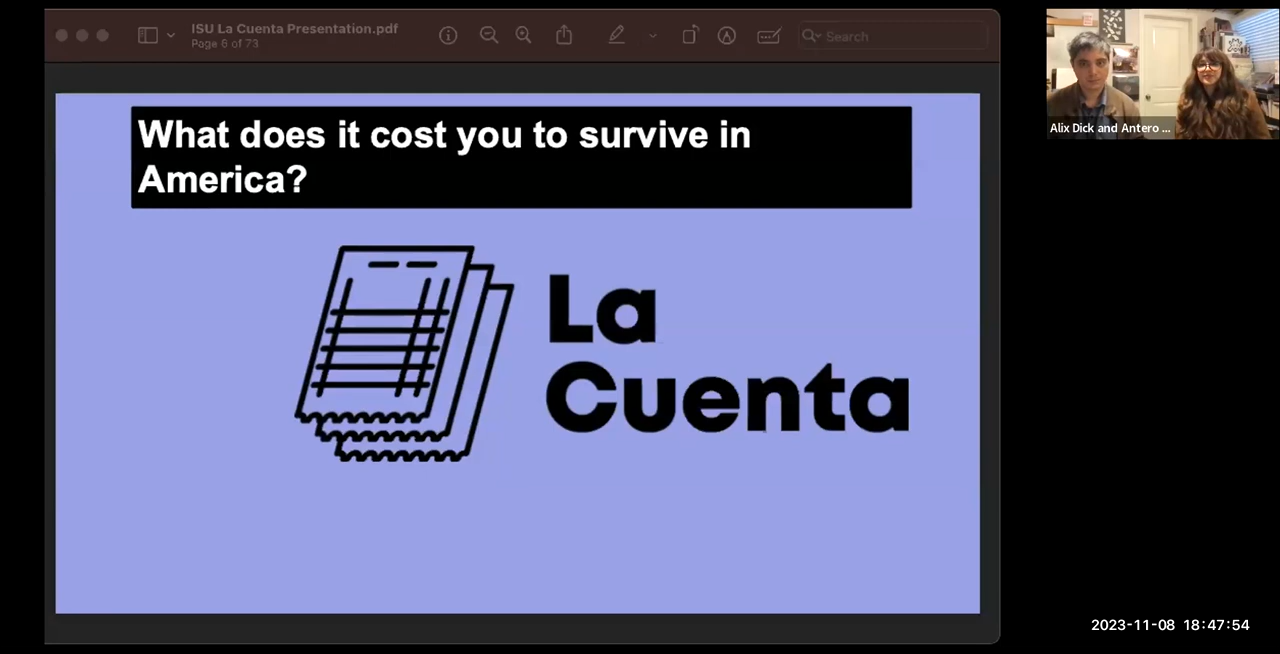 ISU La Cuenta Presentation.pdf
Page 6 of 73
Search
What does it cost you to survive in
America?
La
Cuenta
Alix Dick and Antero ...
2023-11-08 18:47:54